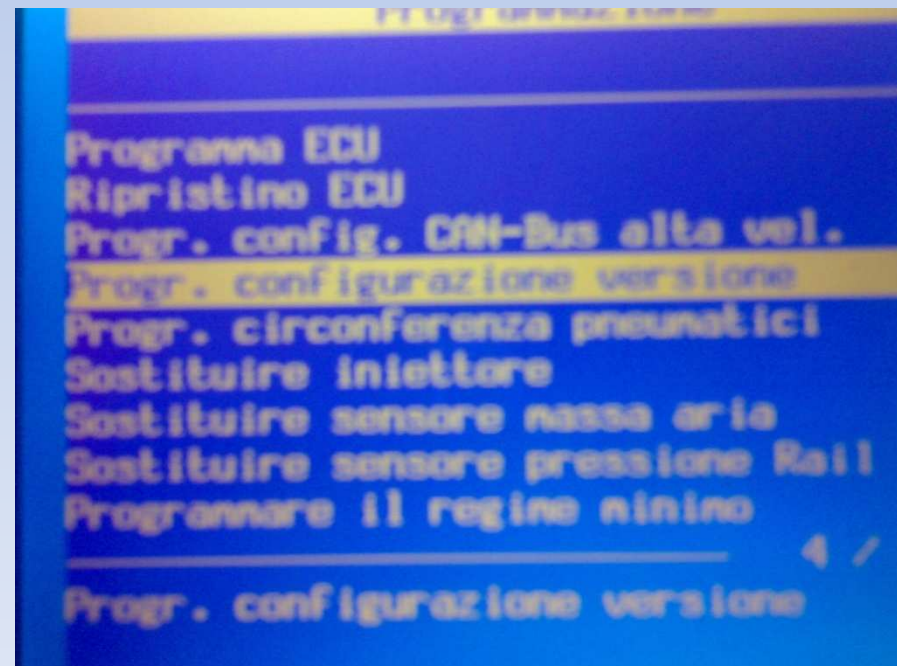 Programmazione
Programma ECU
Ripristino ECU
Progr. config. CAN-Bus alta vel.
Progr. configurazione versione
Progr. circonferenza pneumatici
Sostituire iniettore
Sostituire sensore massa aria
Sostituire sensore pressione Rail
Programmare il regime minimo
4 /
Progr. configurazione versione